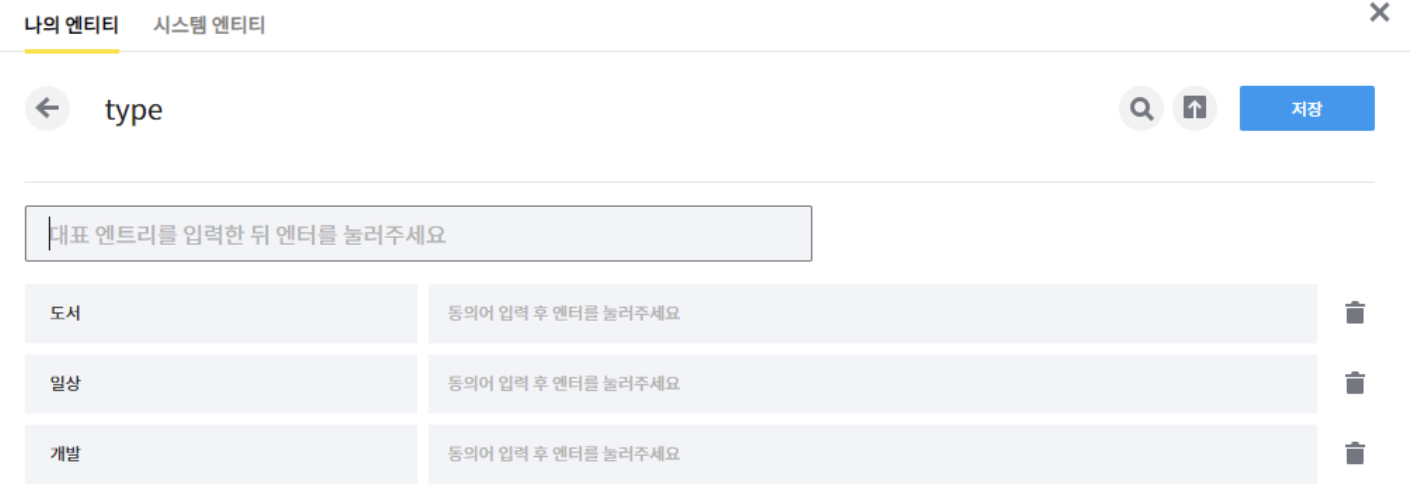 나의 엔티티 시스템 엔티티
type 저장
대표 엔트리를 입력한 뒤 엔터를 눌러주세요
도서 동의어 입력 후 엔터를 눌러주세요
일상 동의어 입력 후 엔터를 눌러주세요
개발 동의어 입력 후 엔터를 눌러주세요